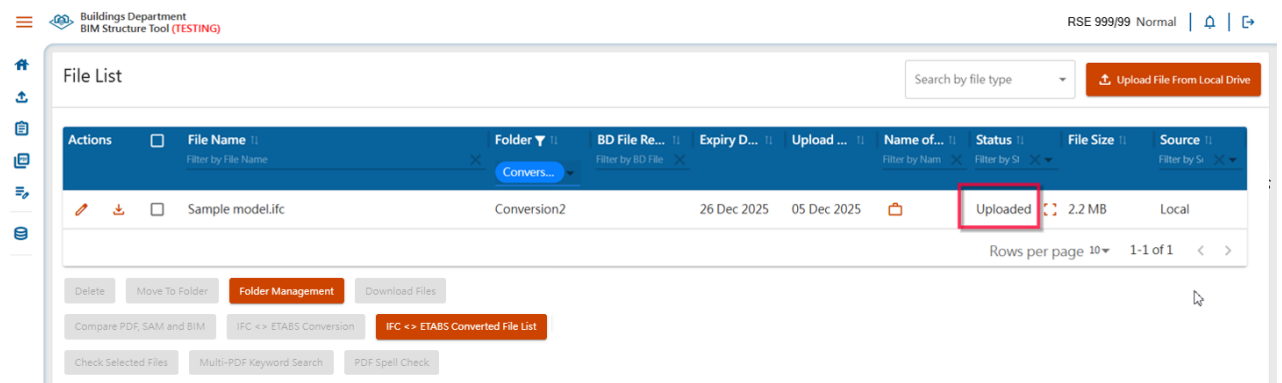 Buildings Department
BIM Structure Tool (TESTING)
RSE 999/99 Normal
File List
Search by file type
Upload File From Local Drive
Actions File Name Folder BD File Re... Expiry D... Upload ... Name of... Status File Size Source
Filter by File Name Convers... Filter by BD File Filter by Nam Filter by St Filter by So
Sample model.ifc Conversion2 26 Dec 2025 05 Dec 2025 Uploaded 2.2 MB Local
Rows per page 10 1-1 of 1
Delete Move To Folder Folder Management Download Files
Compare PDF, SAM and BIM IFC <> ETABS Conversion IFC <> ETABS Converted File List
Check Selected Files Multi-PDF Keyword Search PDF Spell Check